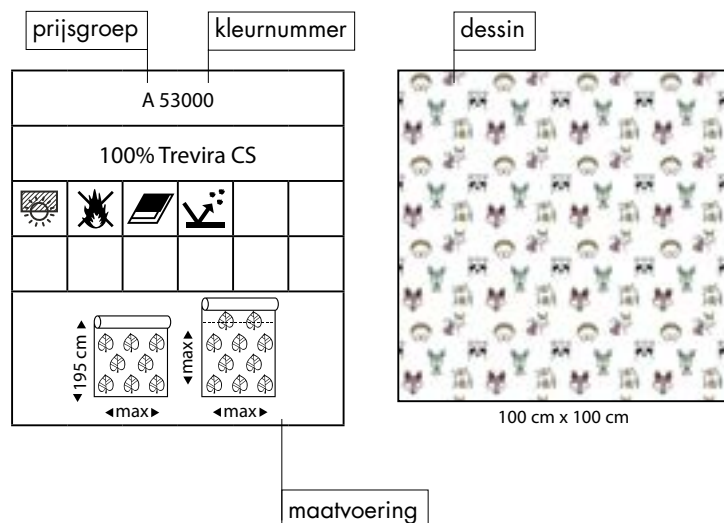 prijsgroep
kleurnummer
dessin
A 53000
100% Trevira CS
195 cm
max
max
max
100 cm x 100 cm
maatvoering